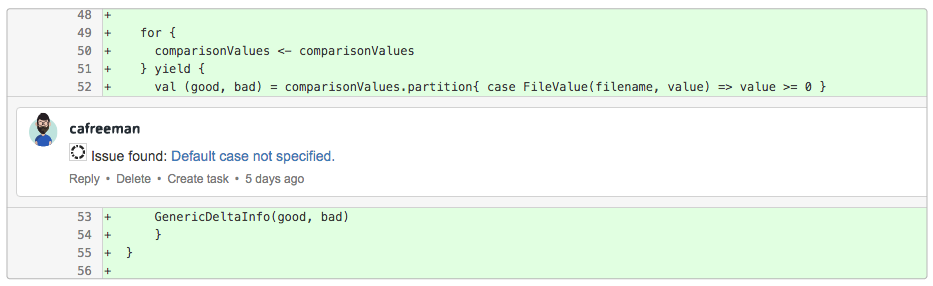 48 +
49 + for {
50 + comparisonValues <- comparisonValues
51 + } yield {
52 + val (good, bad) = comparisonValues.partition{ case FileValue(filename, value) => value >= 0 }
cafreeman
Issue found: Default case not specified.
Reply • Delete • Create task • 5 days ago
53 + GenericDeltaInfo(good, bad)
54 + }
55 + }
56 +